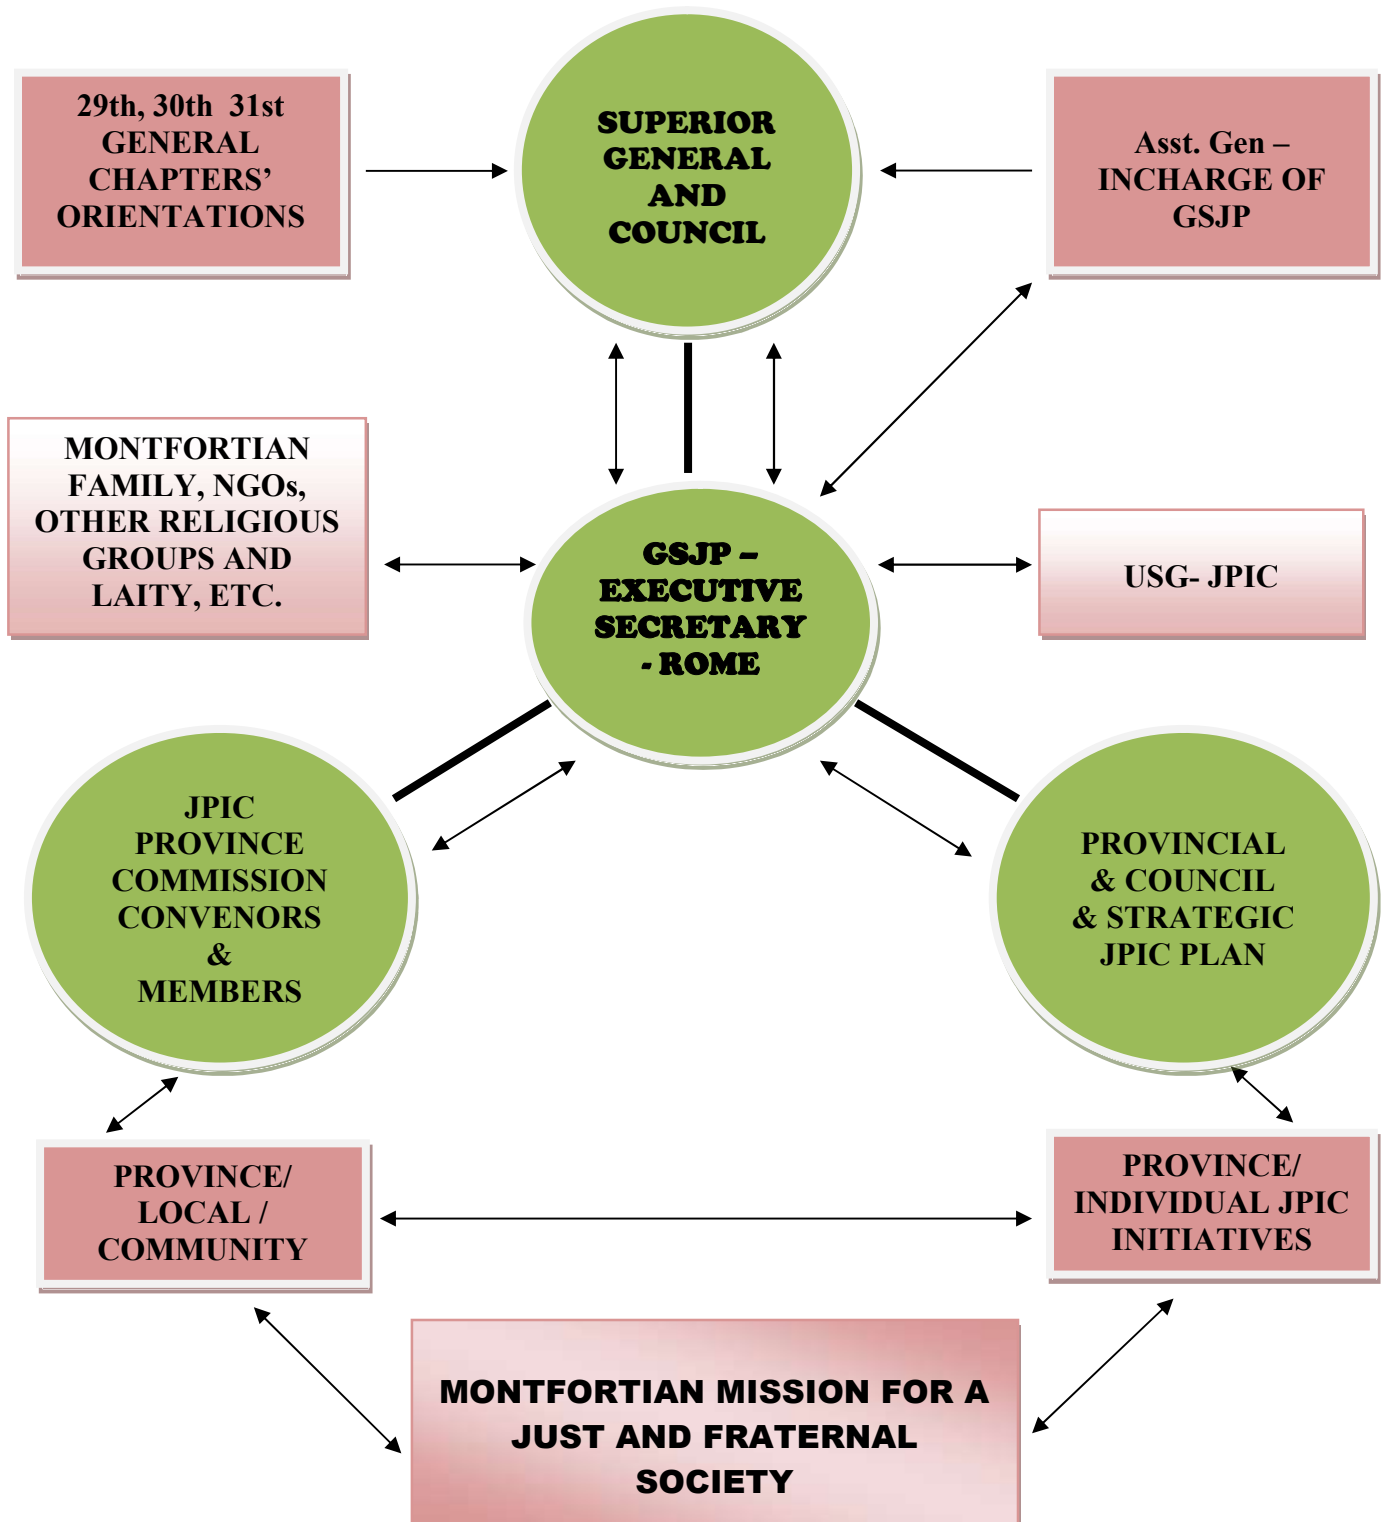 29th, 30th 31st
GENERAL
CHAPTERS’
ORIENTATIONS
SUPERIOR
GENERAL
AND
COUNCIL
Asst. Gen –
INCHARGE OF
GSJP
MONTFORTIAN
FAMILY, NGOs,
OTHER RELIGIOUS
GROUPS AND
LAITY, ETC.
GSJP –
EXECUTIVE
SECRETARY
- ROME
USG- JPIC
JPIC
PROVINCE
COMMISSION
CONVENORS
&
MEMBERS
PROVINCIAL
& COUNCIL
& STRATEGIC
JPIC PLAN
PROVINCE/
LOCAL /
COMMUNITY
PROVINCE/
INDIVIDUAL JPIC
INITIATIVES
MONTFORTIAN MISSION FOR A
JUST AND FRATERNAL
SOCIETY